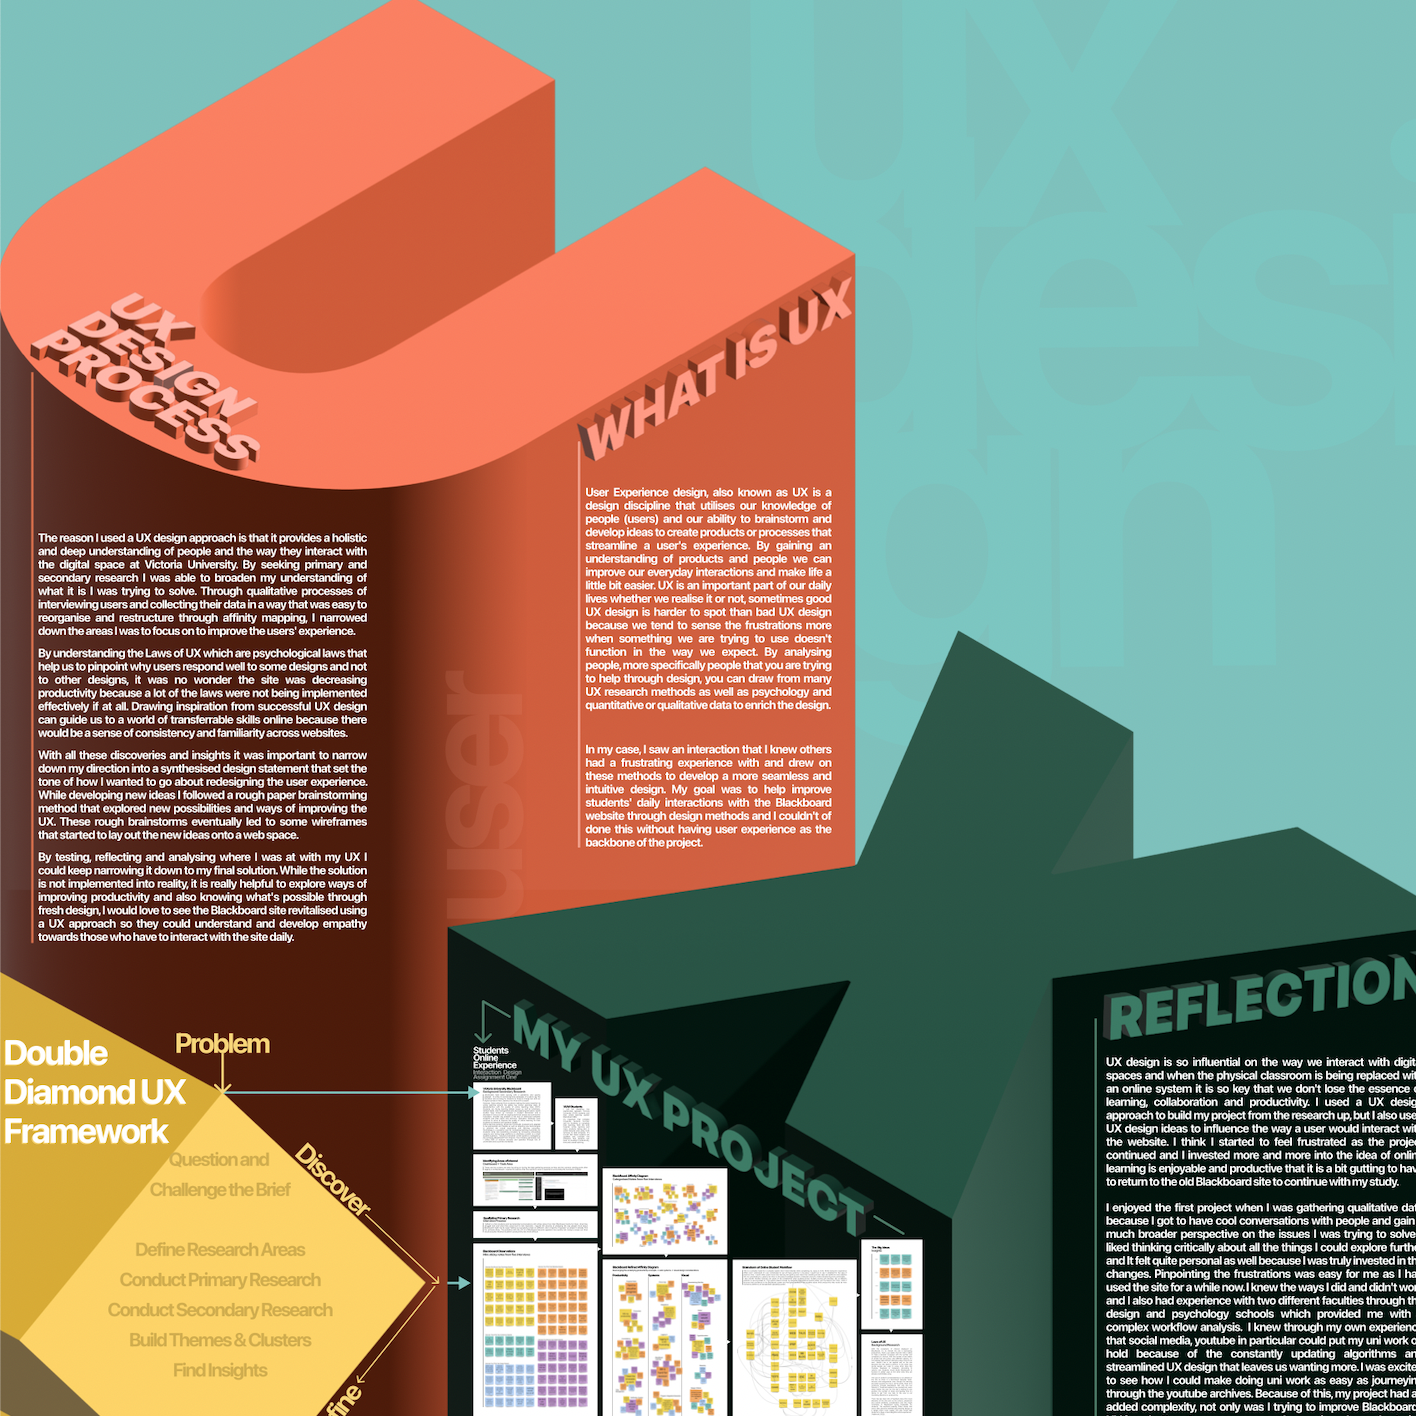 ux
desi
gn
UX
DESIGN
PROCESS
The reason I used a UX design approach is that it provides a holistic
and deep understanding of people and the way they interact with
the digital space at Victoria University. By seeking primary and
secondary research I was able to broaden my understanding of
what it is I was trying to solve. Through qualitative processes of
interviewing users and collecting their data in a way that was easy to
reorganise and restructure through affinity mapping, I narrowed
down the areas I was to focus on to improve the users' experience.
By understanding the Laws of UX which are psychological laws that
help us to pinpoint why users respond well to some designs and not
to other designs, it was no wonder the site was decreasing
productivity because a lot of the laws were not being implemented
effectively if at all. Drawing inspiration from successful UX design
can guide us to a world of transferrable skills online because there
would be a sense of consistency and familiarity across websites.
With all these discoveries and insights it was important to narrow
down my direction into a synthesised design statement that set the
tone of how I wanted to go about redesigning the user experience.
While developing new ideas I followed a rough paper brainstorming
method that explored new possibilities and ways of improving the
UX. These rough brainstorms eventually led to some wireframes
that started to lay out the new ideas onto a web space.
By testing, reflecting and analysing where I was at with my UX I
could keep narrowing it down to my final solution. While the solution
is not implemented into reality, it is really helpful to explore ways of
improving productivity and also knowing what's possible through
fresh design, I would love to see the Blackboard site revitalised using
a UX approach so they could understand and develop empathy
towards those who have to interact with the site daily.
WHAT IS UX
User Experience design, also known as UX is a
design discipline that utilises our knowledge of
people (users) and our ability to brainstorm and
develop ideas to create products or processes that
streamline a user's experience. By gaining an
understanding of products and people we can
improve our everyday interactions and make life a
little bit easier. UX is an important part of our daily
lives whether we realise it or not, sometimes good
UX design is harder to spot than bad UX design
because we tend to sense the frustrations more
when something we are trying to use doesn't
function in the way we expect. By analysing
people, more specifically people that you are trying
to help through design, you can draw from many
UX research methods as well as psychology and
quantitative or qualitative data to enrich the design.
In my case, I saw an interaction that I knew others
had a frustrating experience with and drew on
these methods to develop a more seamless and
intuitive design. My goal was to help improve
students' daily interactions with the Blackboard
website through design methods and I couldn't of
done this without having user experience as the
backbone of the project.
user
Double
Diamond UX
Framework
Problem
Question and
Challenge the Brief
Define Research Areas
Conduct Primary Research
Conduct Secondary Research
Build Themes & Clusters
Find Insights
Discover
fine
MY UX PROJECT
Students
Online
Experience
Interaction Design
Assignment One
REFLECTION
UX design is so influential on the way we interact with digit
spaces and when the physical classroom is being replaced wit
an online system it is so key that we don't lose the essence o
learning, collaboration and productivity. I used a UX desig
approach to build my project from the research up, but I also use
UX design ideas to influence the way a user would interact wit
the website. I think I started to feel frustrated as the proje
continued and I invested more and more into the idea of onlin
learning is enjoyable and productive that it is a bit gutting to hav
to return to the old Blackboard site to continue with my study.
I enjoyed the first project when I was gathering qualitative dat
because I got to have cool conversations with people and gain
much broader perspective on the issues I was trying to solve
liked thinking critically about all the things I could explore furthe
and It felt quite personal as well because I was truly invested in th
changes. Pinpointing the frustrations was easy for me as I ha
used the site for a while now. I knew the ways I did and didn't wor
and I also had experience with two different faculties through th
design and psychology schools which provided me with
complex workflow analysis. I knew through my own experienc
that social media, youtube in particular could put my uni work o
hold because of the constantly updating algorithms an
streamlined UX design that leaves us wanting more. I was excite
to see how I could make doing uni work as easy as journeyin
through the youtube archives. Because of this, my project had a
added complexity, not only was I trying to improve Blackboard